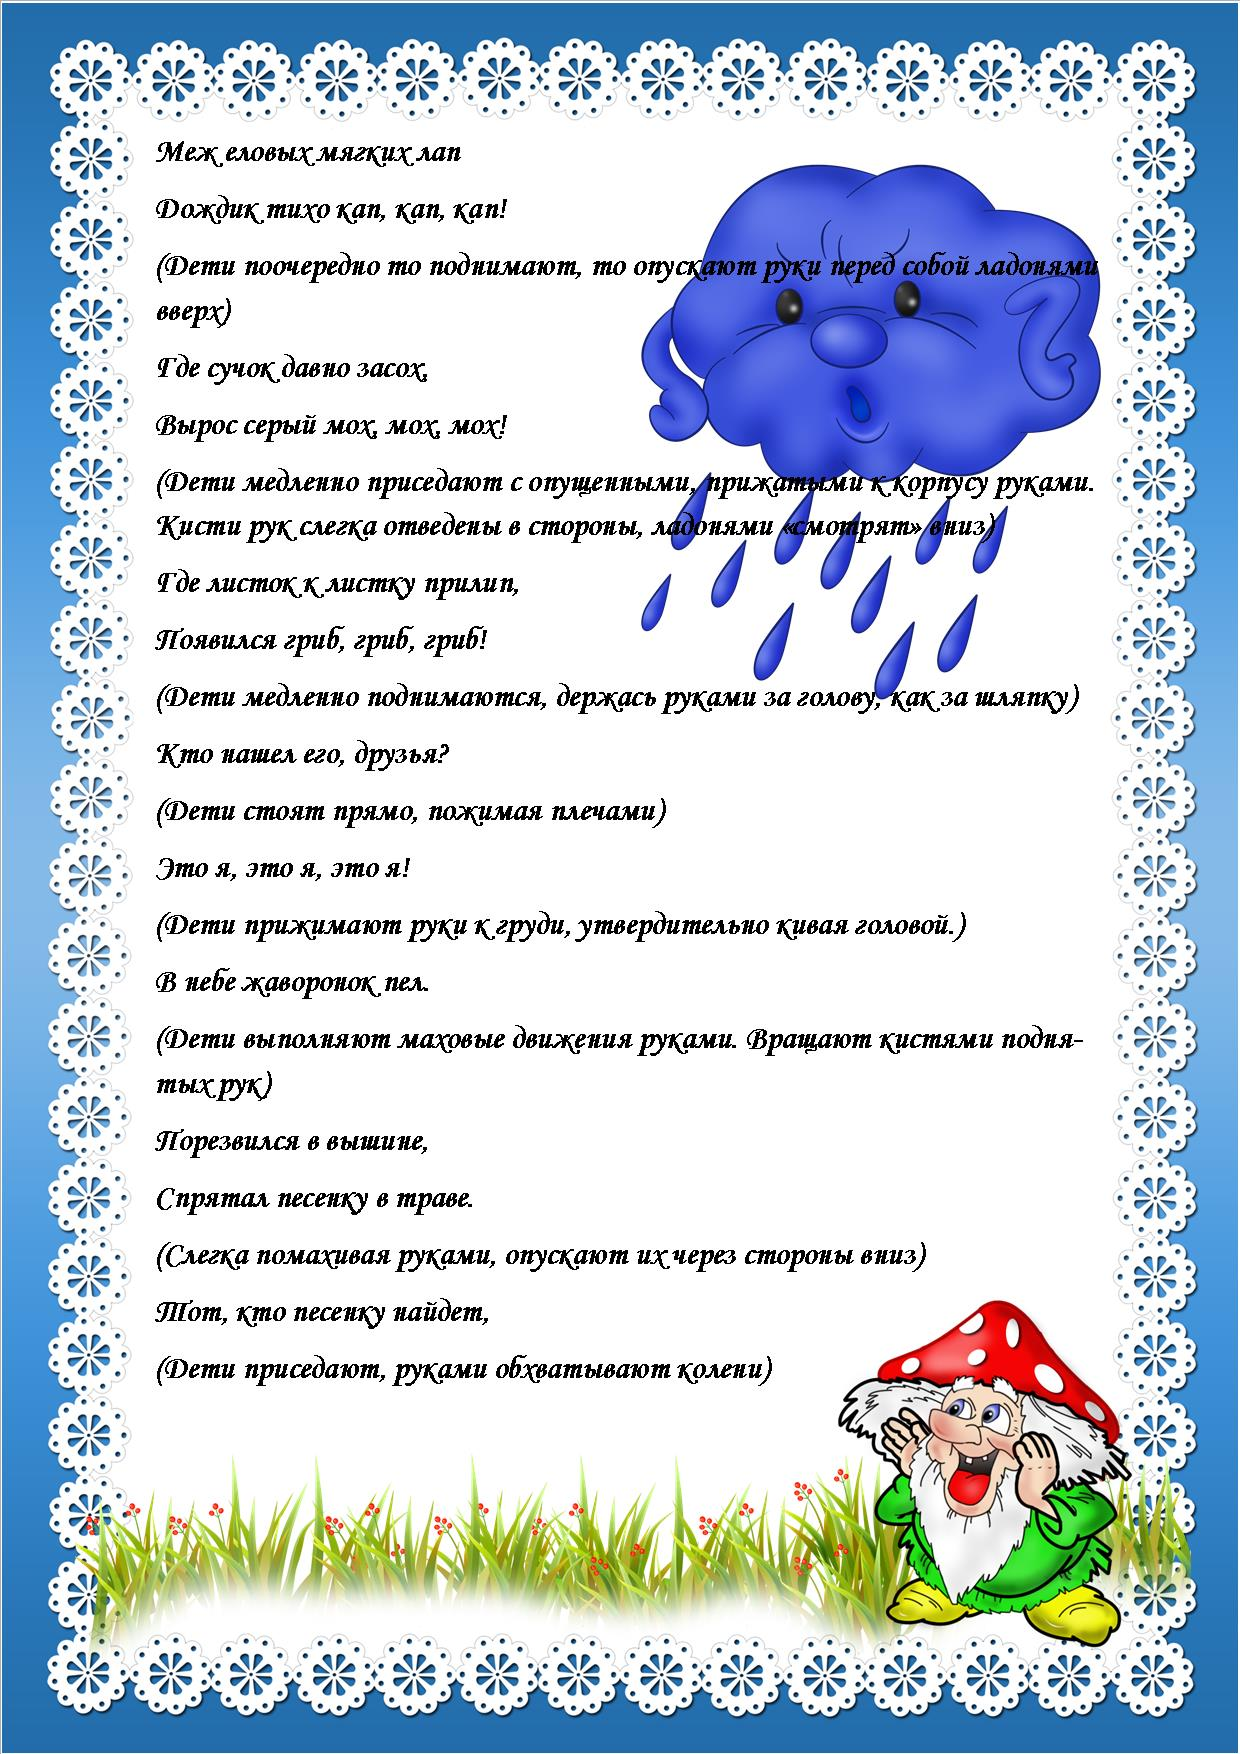 Меж еловых мягких лап
Дождик тихо кап, кап, кап!
(Дети поочередно то поднимают, то опускают руки перед собой ладонями
вверх)
Где сучок давно засох,
Вырос серый мох, мох, мох!
(Дети медленно приседают с опущенными, прижатыми к корпусу руками.
Кисти рук слегка отведены в стороны, ладонями «смотрят» вниз)
Где листок к листку прилип,
Появился гриб, гриб, гриб!
(Дети медленно поднимаются, держась руками за голову, как за шляпку)
Кто нашел его, друзья?
(Дети стоят прямо, пожимая плечами)
Это я, это я, это я!
(Дети прижимают руки к груди, утвердительно кивая головой.)
В небе жаворонок пел.
(Дети выполняют маховые движения руками. Вращают кистями подня-
тых рук)
Порезвился в вышине,
Спрятал песенку в траве.
(Слегка помахивая руками, опускают их через стороны вниз)
Тот, кто песенку найдет,
(Дети приседают, руками обхватывают колени)